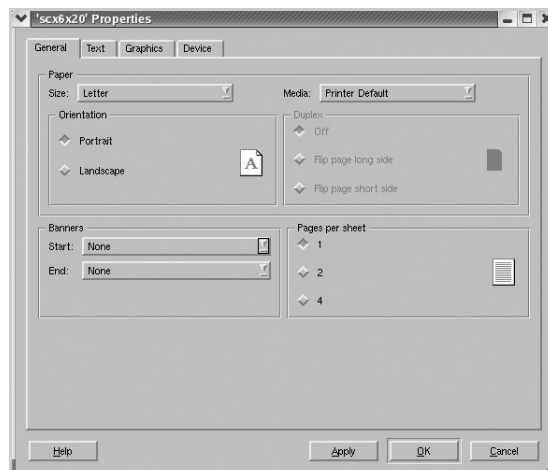 'scx6x20' Properties
General Text Graphics Device
Paper
Size: Letter
Media: Printer Default
Orientation
Portrait
Landscape
A
Duplex
Off
Flip page long side
Flip page short side
Banners
Start: None
End: None
Pages per sheet
1
2
4
Help Apply OK Cancel